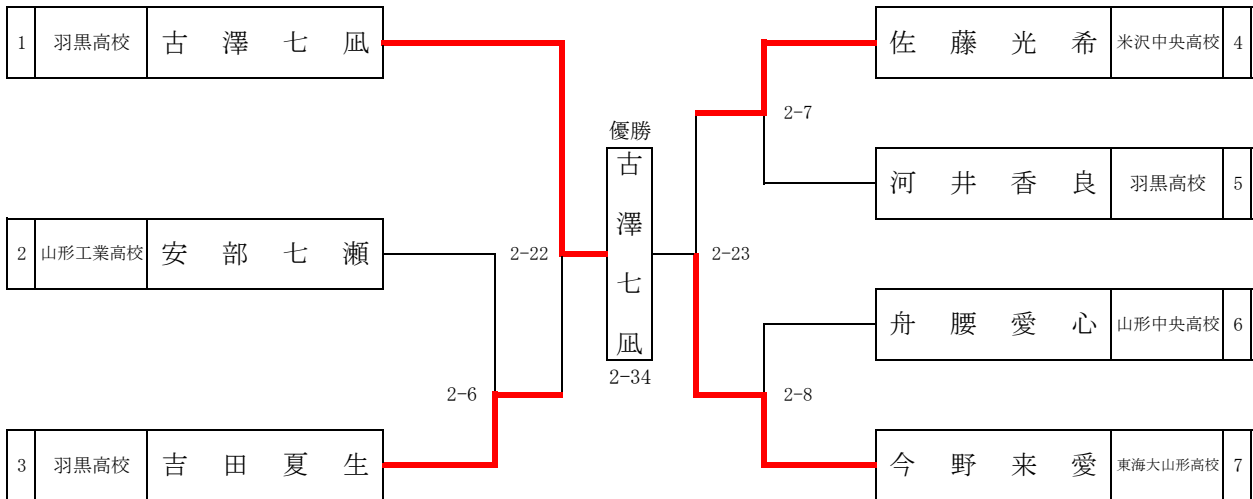 1 羽黒高校 古澤七凪
2 山形工業高校 安部七瀬
3 羽黒高校 吉田夏生
2-22
2-6
優勝
古澤七凪
2-34
2-7
2-23
2-8
佐藤光希 米沢中央高校 4
河井香良 羽黒高校 5
舟腰愛心 山形中央高校 6
今野来愛 東海大山形高校 7